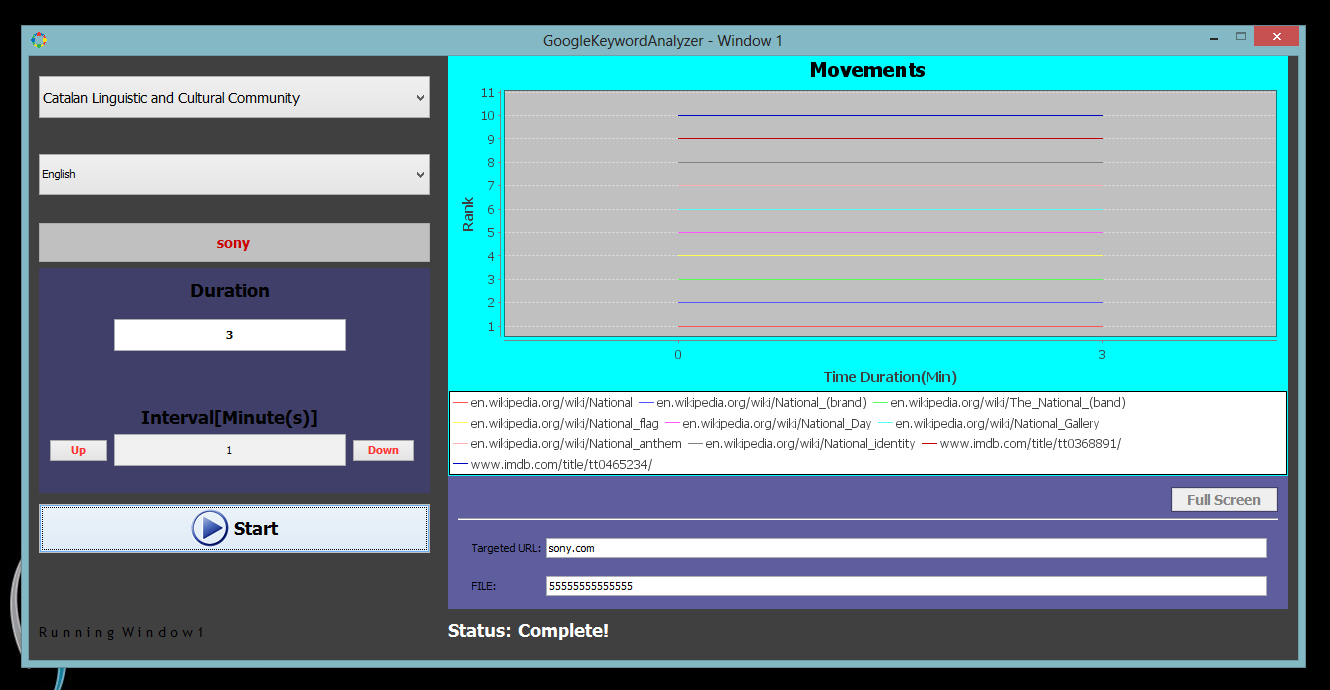 GoogleKeywordAnalyzer - Window 1
Catalan Linguistic and Cultural Community
English
sony
Duration
3
Interval[Minute(s)]
Up 1 Down
Start
Running Window1
Movements
11
10
9
8
7
6
5
4
3
2
1
Rank
0 3
Time Duration(Min)
en.wikipedia.org/wiki/National en.wikipedia.org/wiki/National_(brand) en.wikipedia.org/wiki/The_National_(band)
en.wikipedia.org/wiki/National_flag en.wikipedia.org/wiki/National_Day en.wikipedia.org/wiki/National_Gallery
en.wikipedia.org/wiki/National_anthem en.wikipedia.org/wiki/National_identity www.imdb.com/title/tt0368891/
www.imdb.com/title/tt0465234/
Full Screen
Targeted URL: sony.com
FILE: 55555555555555
Status: Complete!